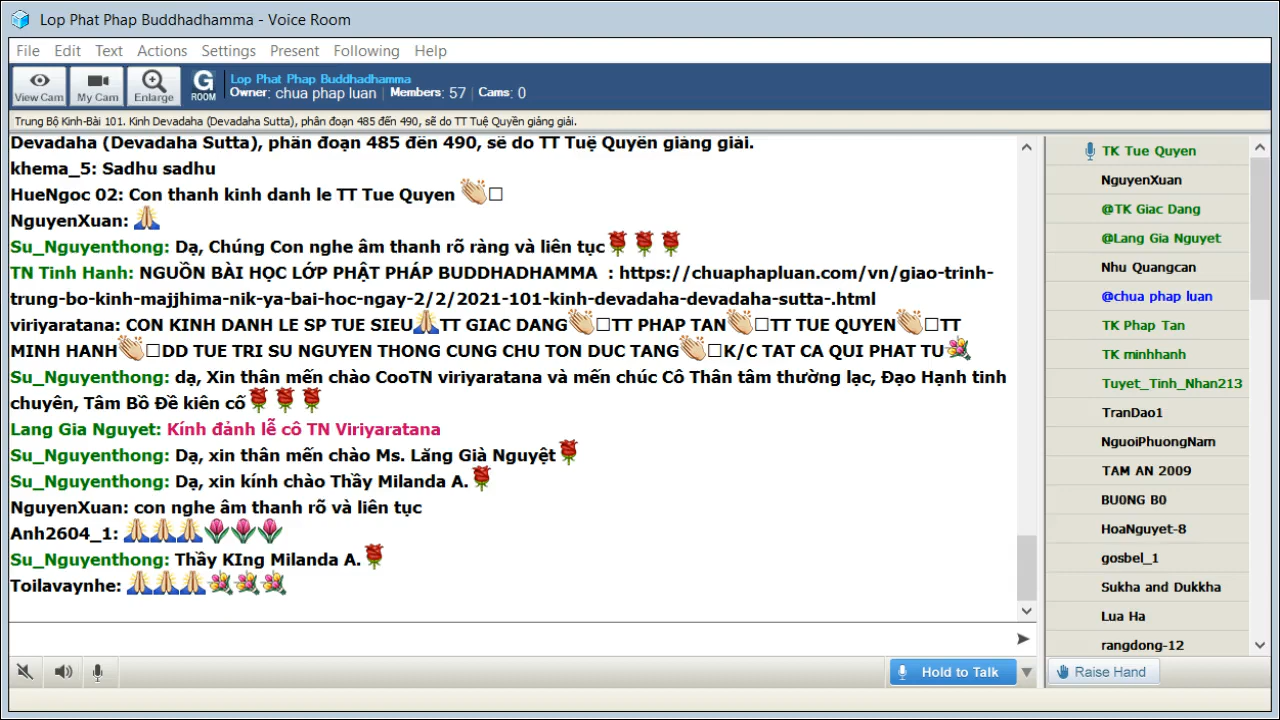 Lop Phat Phap Buddhadhamma - Voice Room
File Edit Text Actions Settings Present Following Help
View Cam My Cam Enlarge G ROOM
Lop Phat Phap Buddhadhamma
Owner: chua phap luan | Members: 57 | Cams: 0
Trung Bộ Kinh-Bài 101. Kinh Devadaha (Devadaha Sutta), phân đoạn 485 đến 490, sẽ do TT Tuệ Quyền giảng giải.
Devadaha (Devadaha Sutta), phân đoạn 485 đến 490, sẽ do TT Tuệ Quyền giảng giải.
khema_5: Sadhu sadhu
HueNgoc 02: Con thanh kinh danh le TT Tue Quyen 👏□
NguyenXuan: 🙏
Su_Nguyenthong: Dạ, Chúng Con nghe âm thanh rõ ràng và liên tục🌹🌹🌹
TN Tinh Hanh: NGUỒN BÀI HỌC LỚP PHẬT PHÁP BUDDHADHAMMA : https://chuaphapluan.com/vn/giao-trinh-
trung-bo-kinh-majjhima-nik-ya-bai-hoc-ngay-2/2/2021-101-kinh-devadaha-devadaha-sutta-.html
viriyaratana: CON KINH DANH LE SP TUE SIEU🙏TT GIAC DANG👏□TT PHAP TAN👏□TT TUE QUYEN👏□TT
MINH HANH👏□DD TUE TRI SU NGUYEN THONG CUNG CHU TON DUC TANG👏□K/C TAT CA QUI PHAT TU💐
Su_Nguyenthong: dạ, Xin thân mến chào CooTN viriyaratana và mến chúc Cô Thân tâm thường lạc, Đạo Hạnh tinh
chuyên, Tâm Bồ Đề kiên cố🌹🌹🌹
Lang Gia Nguyet: Kính đảnh lễ cô TN Viriyaratana
Su_Nguyenthong: Dạ, xin thân mến chào Ms. Lăng Già Nguyệt🌹
Su_Nguyenthong: Dạ, xin kính chào Thầy Milanda A.🌹
NguyenXuan: con nghe âm thanh rõ và liên tục
Anh2604_1: 🙏🙏🙏🌷🌷🌷
Su_Nguyenthong: Thầy KIng Milanda A.🌹
Toilavaynhe: 🙏🙏🙏💐💐💐
TK Tue Quyen
NguyenXuan
@TK Giac Dang
@Lang Gia Nguyet
Nhu Quangcan
@chua phap luan
TK Phap Tan
TK minhhanh
Tuyet_Tinh_Nhan213
TranDao1
NguoiPhuongNam
TAM AN 2009
BU0NG B0
HoaNguyet-8
gosbel_1
Sukha and Dukkha
Lua Ha
rangdong-12
Hold to Talk
Raise Hand